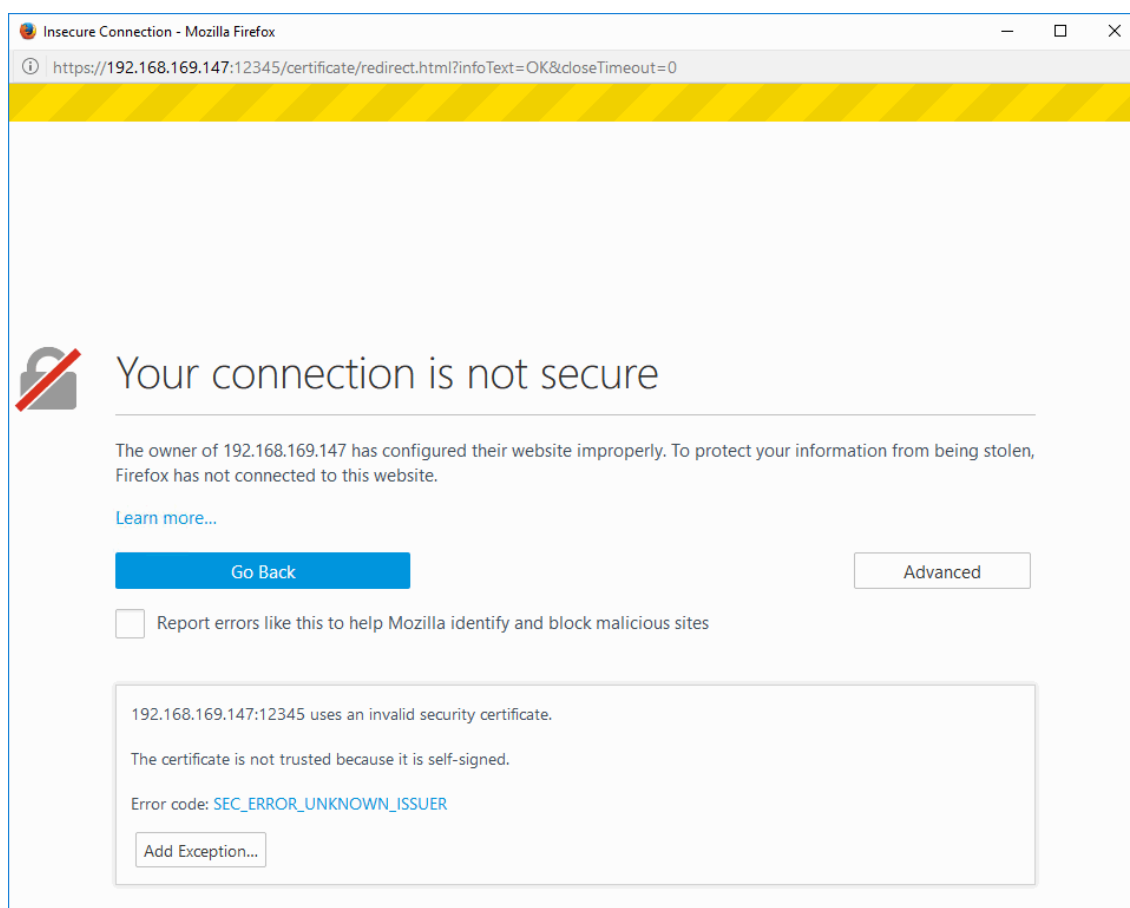 Insecure Connection - Mozilla Firefox
https://192.168.169.147:12345/certificate/redirect.html?infoText=OK&closeTimeout=0
Your connection is not secure
The owner of 192.168.169.147 has configured their website improperly. To protect your information from being stolen,
Firefox has not connected to this website.
Learn more...
Go Back
Advanced
Report errors like this to help Mozilla identify and block malicious sites
192.168.169.147:12345 uses an invalid security certificate.
The certificate is not trusted because it is self-signed.
Error code: SEC_ERROR_UNKNOWN_ISSUER
Add Exception...